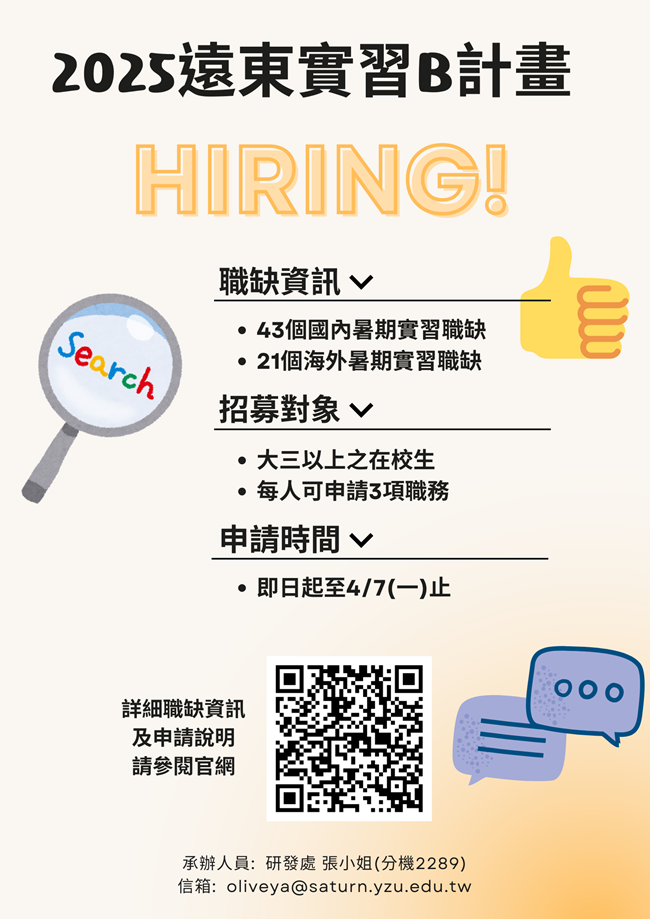 2025遠東實習B計畫
HIRING!
職缺資訊
43個國內暑期實習職缺
21個海外暑期實習職缺
Search
招募對象
大三以上之在校生
每人可申請3項職務
申請時間
即日起至4/7(一)止
詳細職缺資訊
及申請說明
請參閱官網
承辦人員: 研發處 張小姐(分機2289)
信箱: oliveya@saturn.yzu.edu.tw